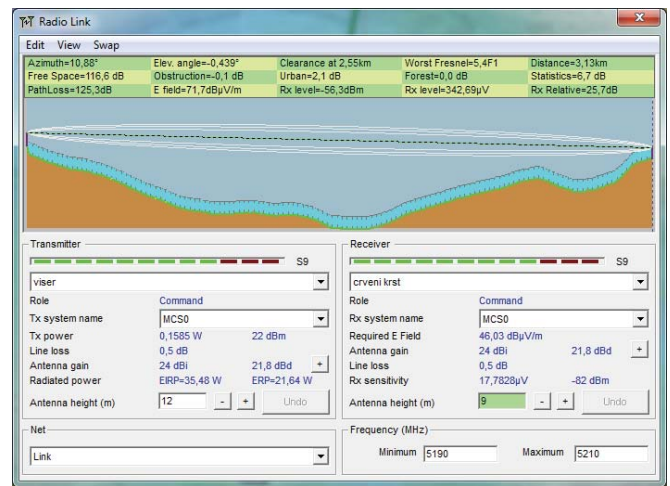 Radio Link
Edit View Swap
Azimuth=10,88° Elev. angle=-0,439° Clearance at 2,55km Worst Fresnel=5,4F1 Distance=3,13km
Free Space=116,6 dB Obstruction=-0,1 dB Urban=2,1 dB Forest=0,0 dB Statistics=6,7 dB
PathLoss=125,3dB E field=71,7dBµV/m Rx level=-56,3dBm Rx level=342,69µV Rx Relative=25,7dB
Transmitter
S9
viser
Role Command
Tx system name MCS0
Tx power 0,1585 W 22 dBm
Line loss 0,5 dB
Antenna gain 24 dBi 21,8 dBd +
Radiated power EIRP=35,48 W ERP=21,64 W
Antenna height (m) 12 - + Undo
Net
Link
Receiver
S9
crveni krst
Role Command
Rx system name MCS0
Required E Field 46,03 dBµV/m
Antenna gain 24 dBi 21,8 dBd +
Line loss 0,5 dB
Rx sensitivity 17,7828µV -82 dBm
Antenna height (m) 9 - + Undo
Frequency (MHz)
Minimum 5190 Maximum 5210